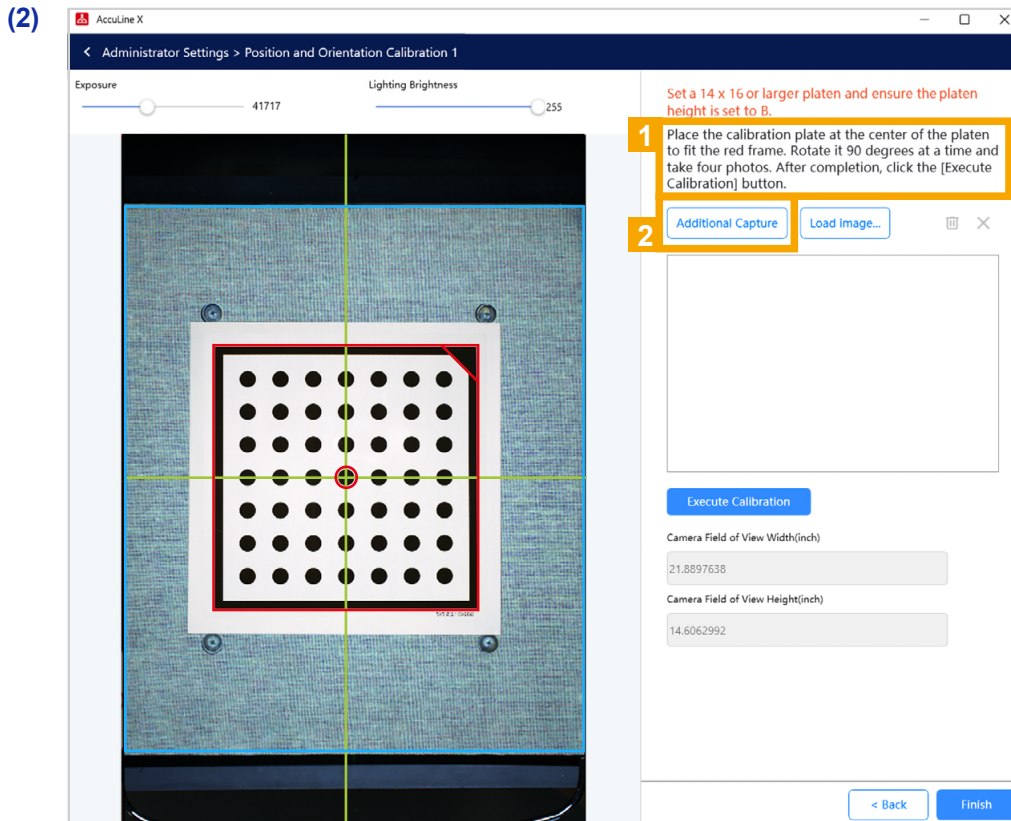 (2)
AccuLine X
< Administrator Settings > Position and Orientation Calibration 1
Exposure
41717
Lighting Brightness
255
Set a 14 x 16 or larger platen and ensure the platen
height is set to B.
1
Place the calibration plate at the center of the platen
to fit the red frame. Rotate it 90 degrees at a time and
take four photos. After completion, click the [Execute
Calibration] button.
2
Additional Capture
Load image...
Execute Calibration
Camera Field of View Width(inch)
21.8897638
Camera Field of View Height(inch)
14.6062992
< Back
Finish